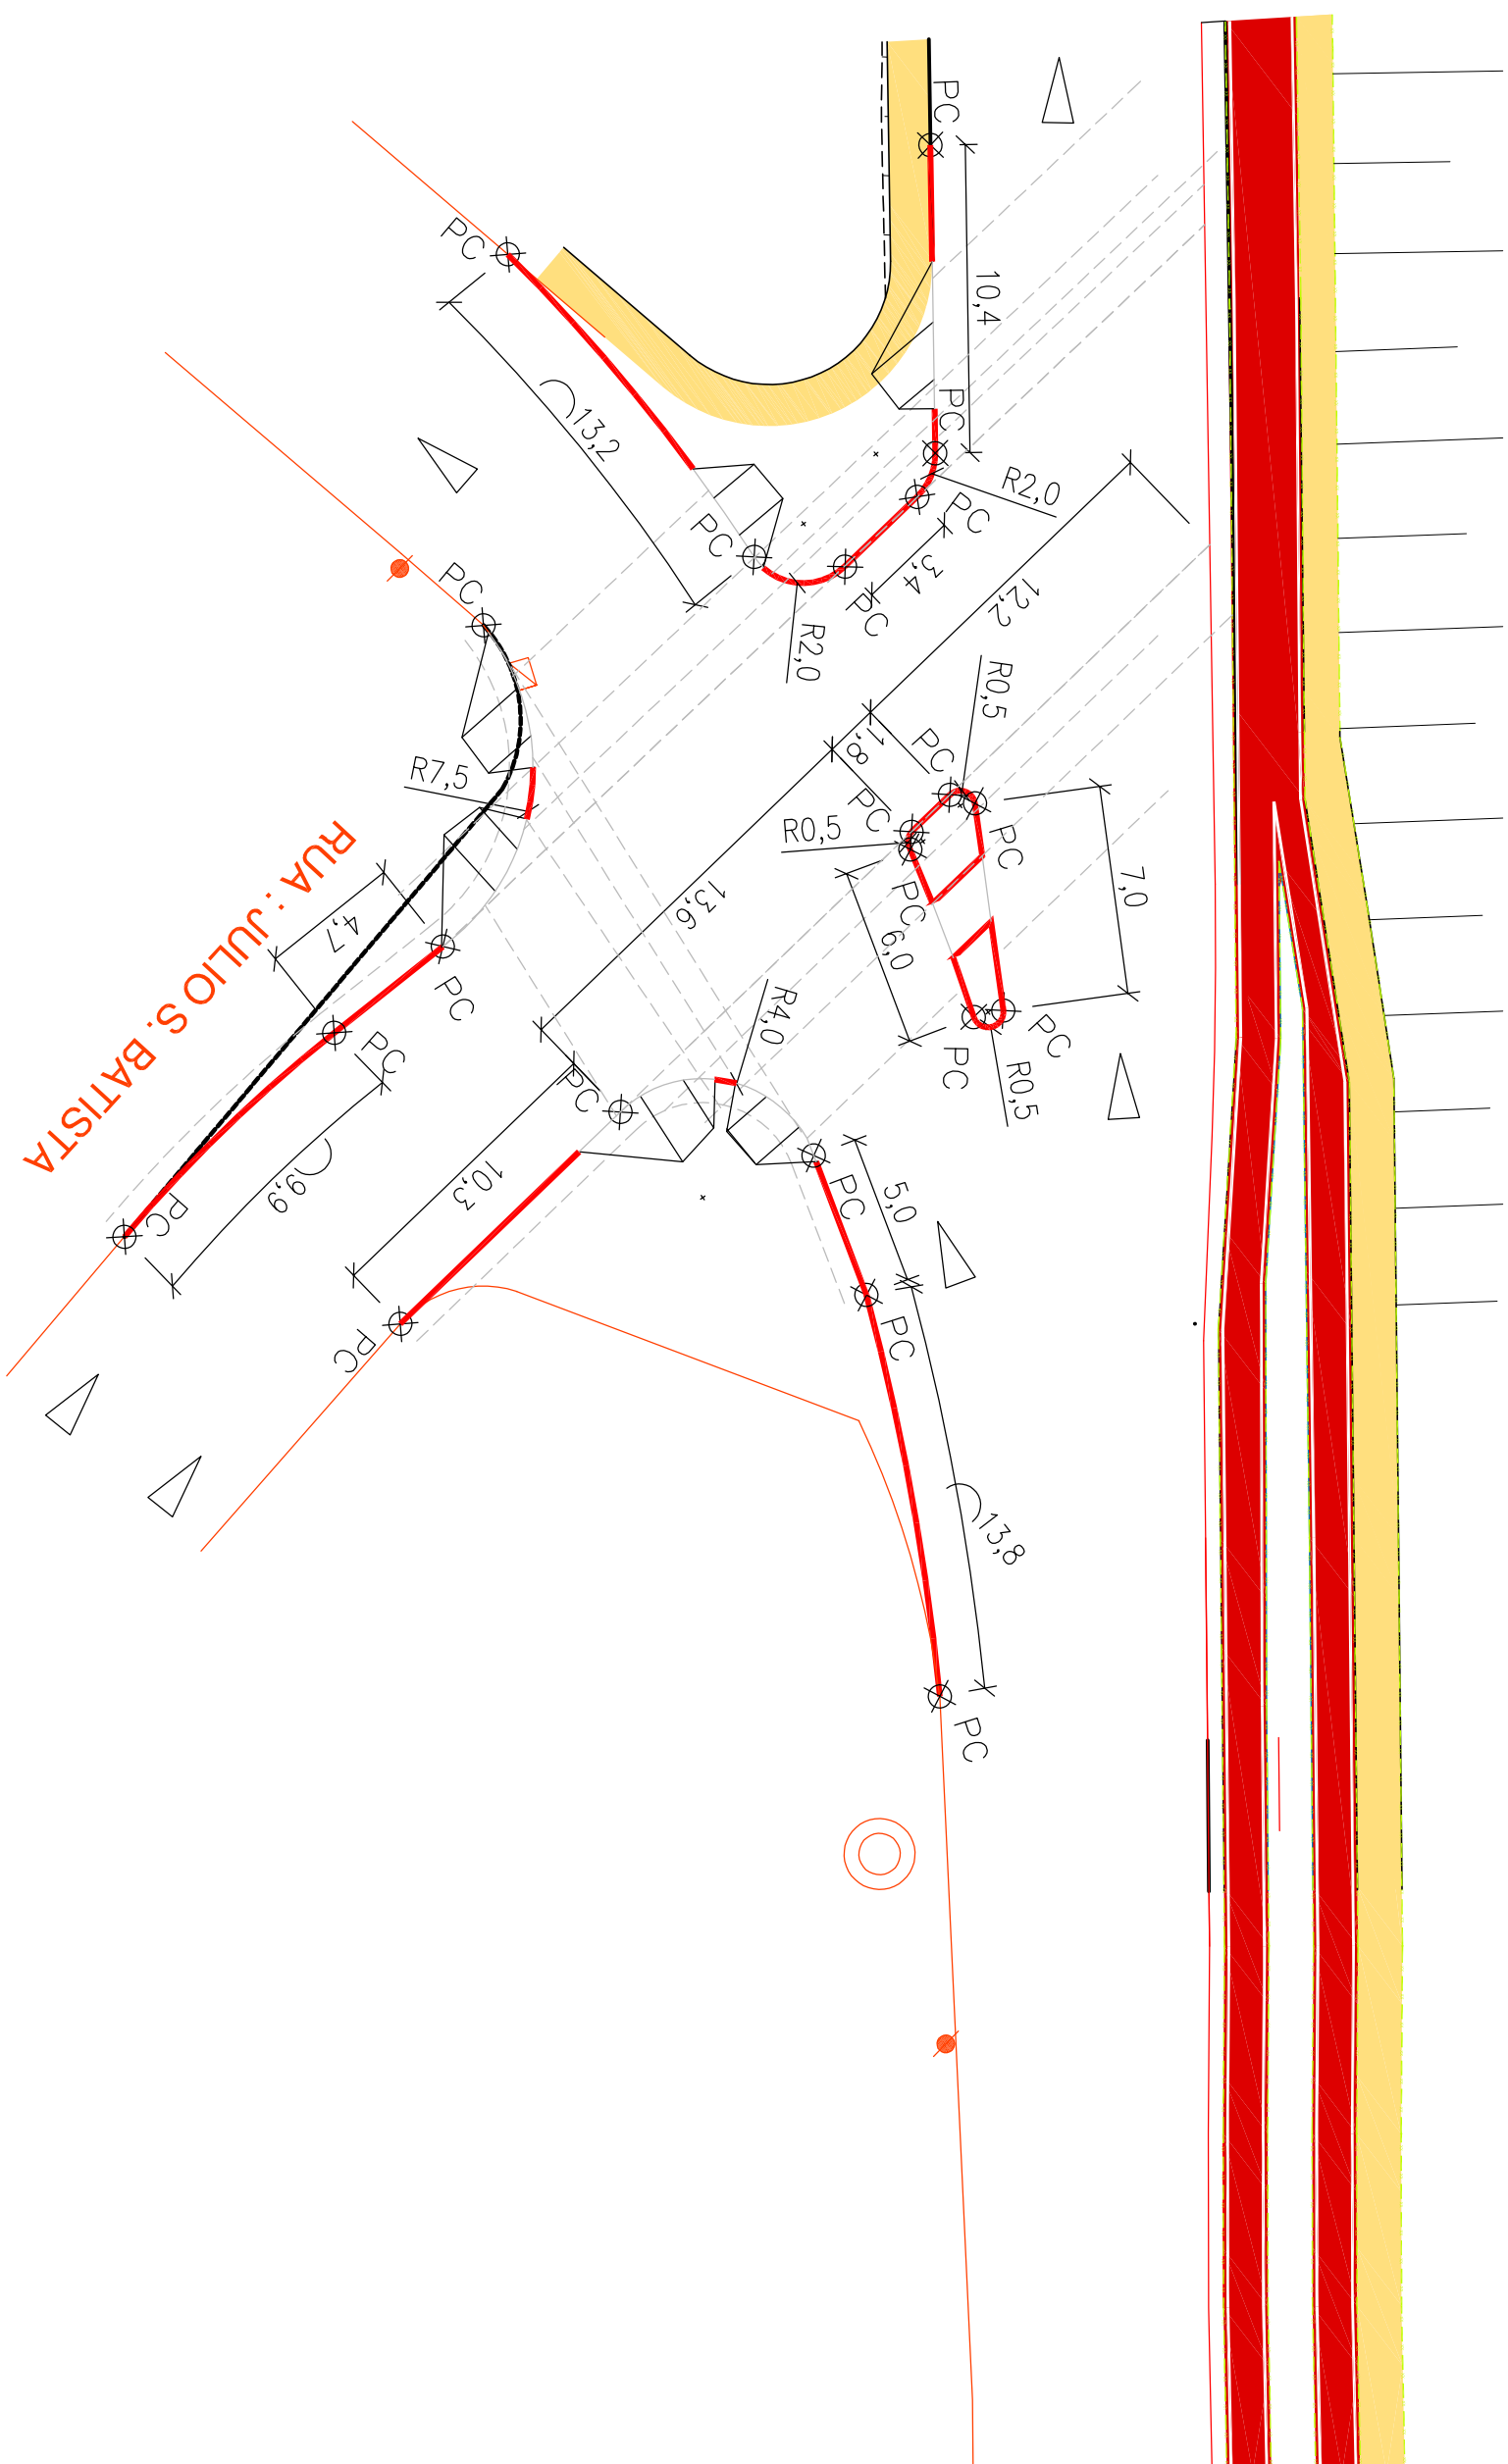 PC
PC
10,4
PC
13,2
R2,0
PC
PC
3,4
PC
PC
12,2
R2,0
R0,5
PC
1,8
R7,5
PC
R0,5
PC
7,0
RUA : JULIO S. BATISTA
4,7
13,6
PC
6,0
PC
R4,0
PC
PC
PC
R0,5
PC
9,9
10,3
PC
5,0
PC
PC
PC
13,8
PC